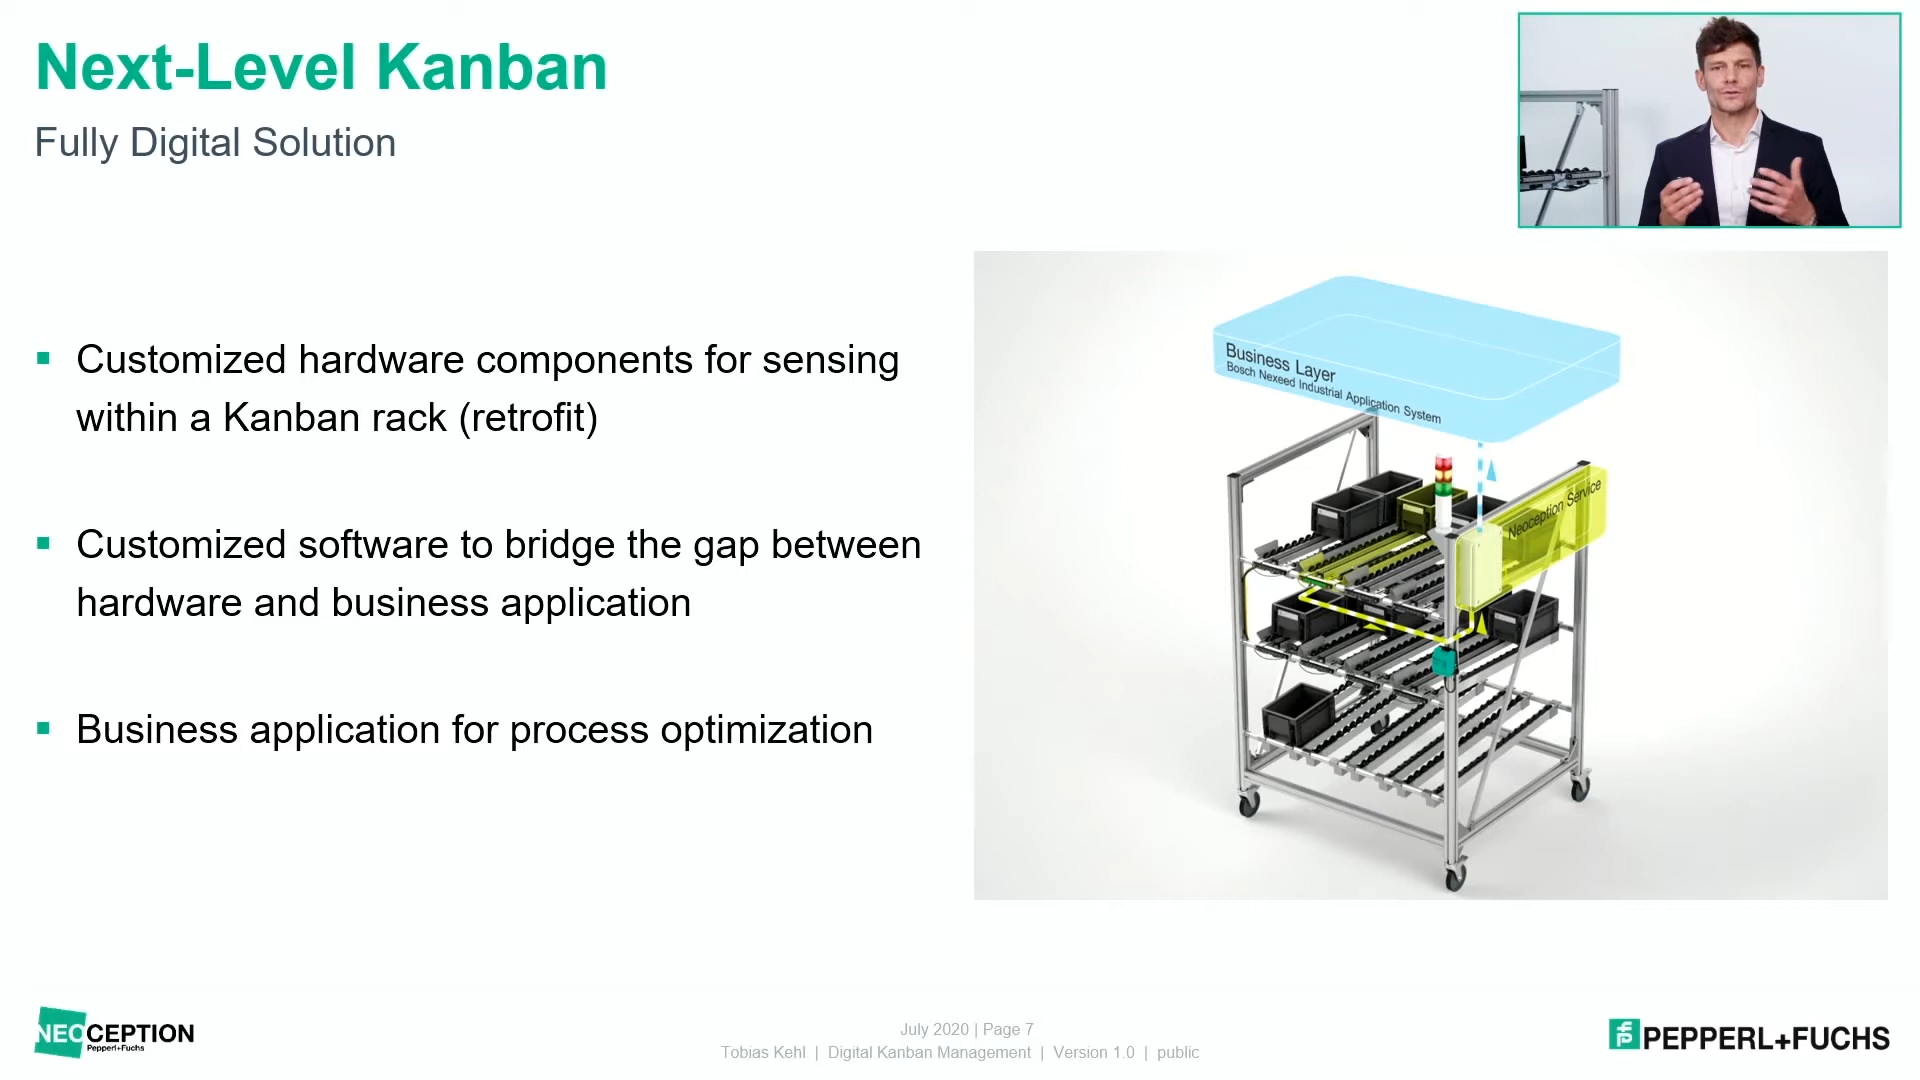 Next-Level Kanban
Fully Digital Solution
Customized hardware components for sensing
within a Kanban rack (retrofit)
Customized software to bridge the gap between
hardware and business application
Business application for process optimization
Business Layer
Bosch Nexeed Industrial Application System
Neoception Service
NEOCEPTION
Pepperl+Fuchs
July 2020 | Page 7
Tobias Kehl | Digital Kanban Management | Version 1.0 | public
PEPPERL+FUCHS